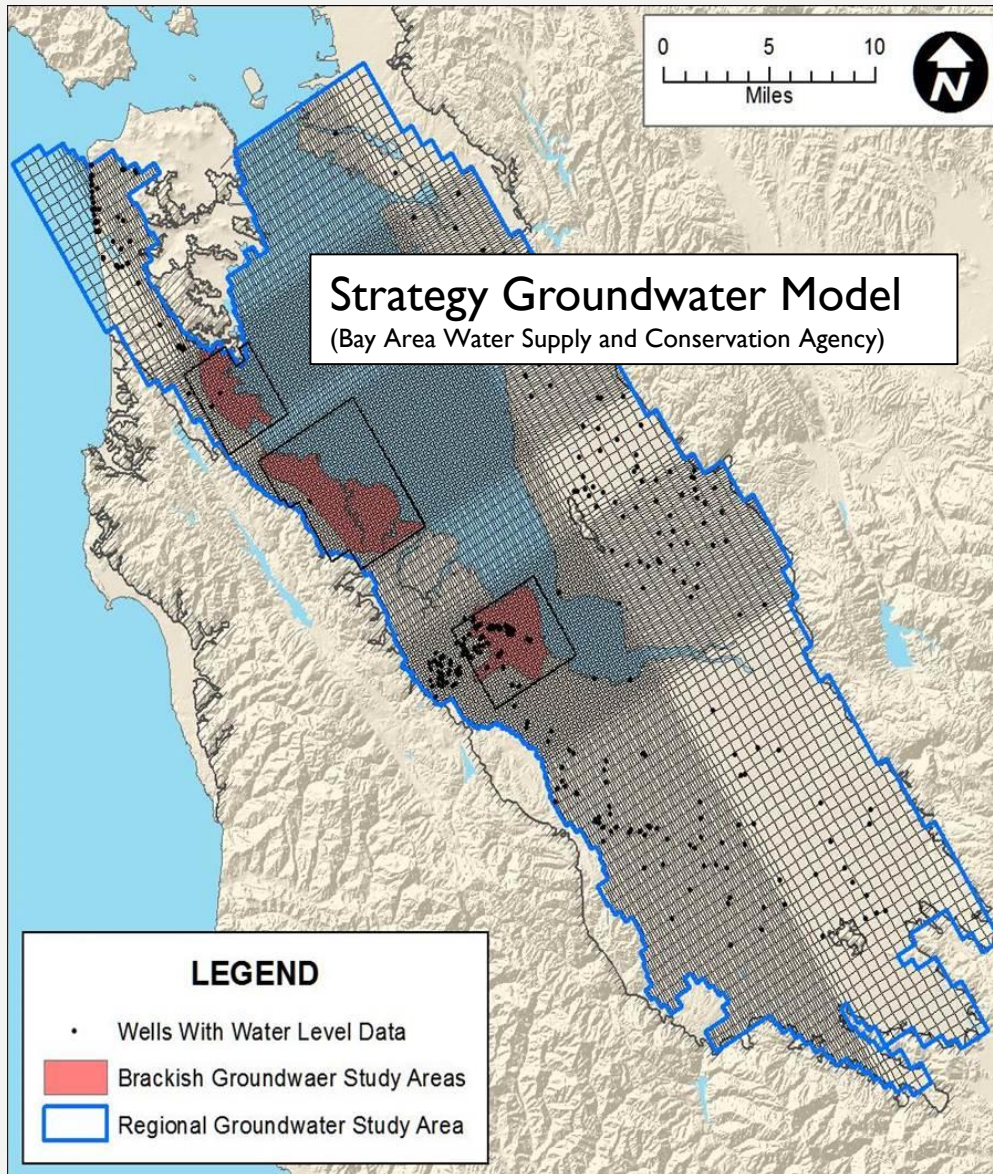 0 5 10
Miles
N
Strategy Groundwater Model
(Bay Area Water Supply and Conservation Agency)
LEGEND
Wells With Water Level Data
Brackish Groundwaer Study Areas
Regional Groundwater Study Area